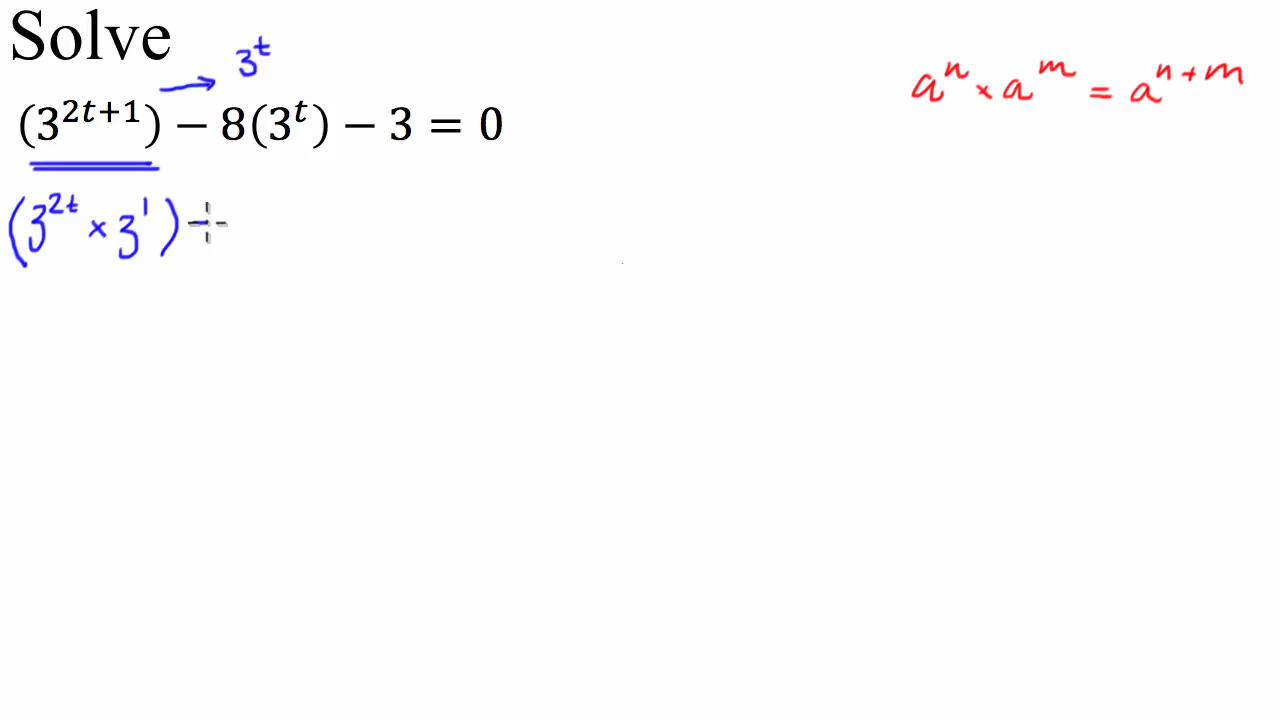 Solve
3^t
(3^{2t+1}) − 8(3^t) − 3 = 0
a^n × a^m = a^{n+m}
(3^{2t} × 3^1) −